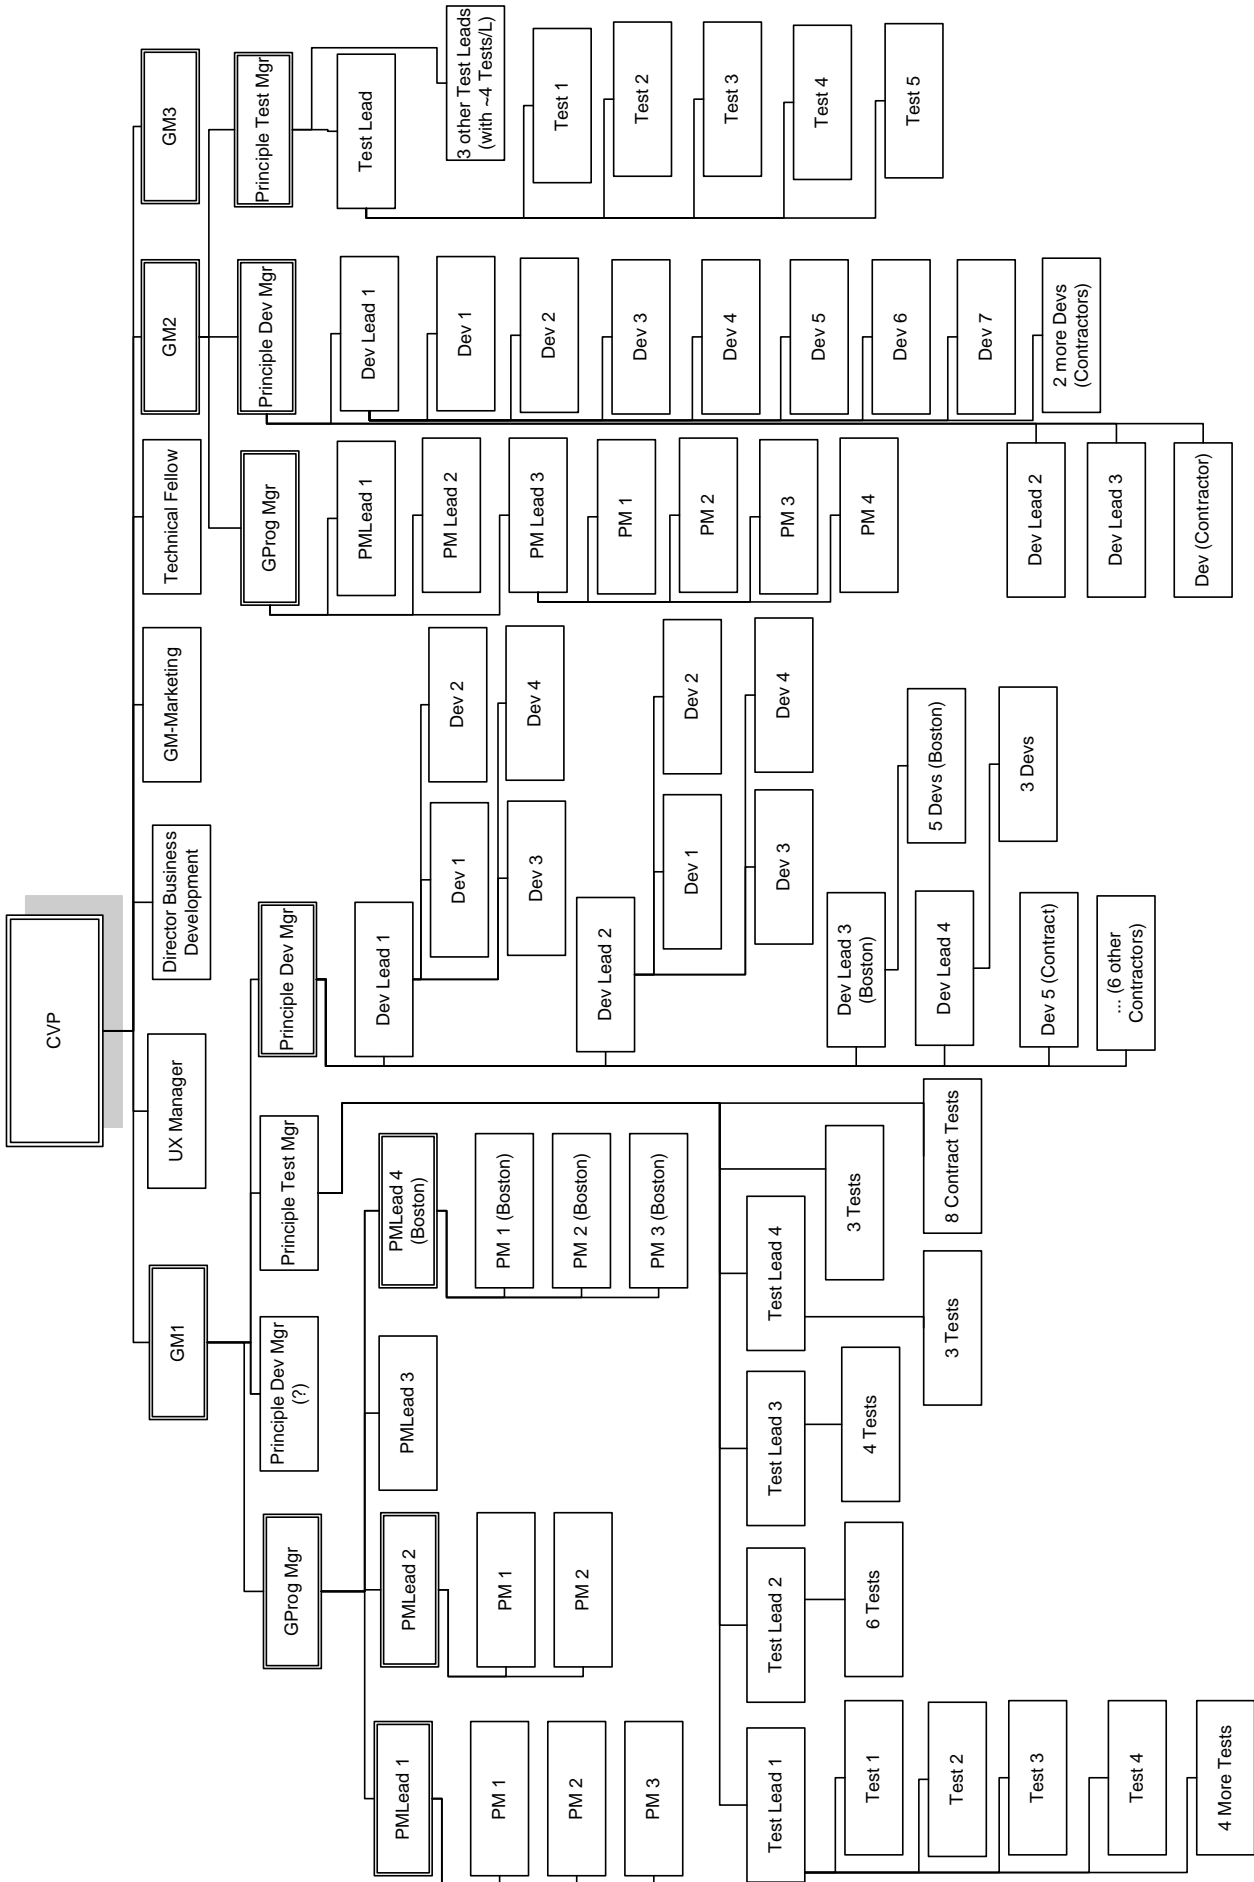 CVP
GM1
UX Manager
Director Business
Development
GM-Marketing
Technical Fellow
GM2
GM3
GProg Mgr
Principle Dev Mgr
(?)
Principle Test Mgr
Principle Dev Mgr
GProg Mgr
Principle Dev Mgr
Principle Test Mgr
PMLead 1
PMLead 2
PMLead 3
PMLead 4
(Boston)
PM 1
PM 2
PM 3
PM 1
PM 2
PM 1 (Boston)
PM 2 (Boston)
PM 3 (Boston)
Test Lead 1
Test Lead 2
Test Lead 3
Test Lead 4
Test 1
Test 2
Test 3
Test 4
4 More Tests
6 Tests
4 Tests
3 Tests
3 Tests
8 Contract Tests
Dev Lead 1
Dev 1
Dev 2
Dev 3
Dev 4
Dev Lead 2
Dev 1
Dev 2
Dev 3
Dev 4
Dev Lead 3
(Boston)
5 Devs (Boston)
Dev Lead 4
3 Devs
Dev 5 (Contract)
... (6 other
Contractors)
PMLead 1
PM Lead 2
PM Lead 3
PM 1
PM 2
PM 3
PM 4
Dev Lead 1
Dev 1
Dev 2
Dev 3
Dev 4
Dev 5
Dev 6
Dev 7
2 more Devs
(Contractors)
Dev Lead 2
Dev Lead 3
Dev (Contractor)
Test Lead
3 other Test Leads
(with ~4 Tests/L)
Test 1
Test 2
Test 3
Test 4
Test 5